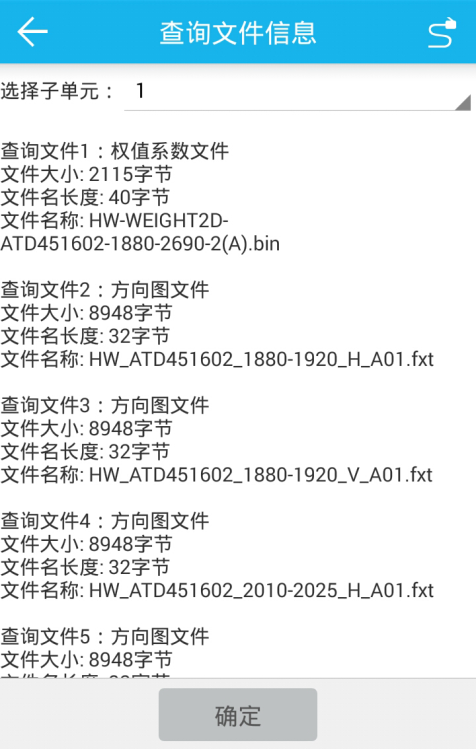 查询文件信息
选择子单元： 1
查询文件1：权值系数文件
文件大小: 2115字节
文件名长度: 40字节
文件名称: HW-WEIGHT2D-
ATD451602-1880-2690-2(A).bin
查询文件2：方向图文件
文件大小: 8948字节
文件名长度: 32字节
文件名称: HW_ATD451602_1880-1920_H_A01.fxt
查询文件3：方向图文件
文件大小: 8948字节
文件名长度: 32字节
文件名称: HW_ATD451602_1880-1920_V_A01.fxt
查询文件4：方向图文件
文件大小: 8948字节
文件名长度: 32字节
文件名称: HW_ATD451602_2010-2025_H_A01.fxt
查询文件5：方向图文件
文件大小: 8948字节
确定